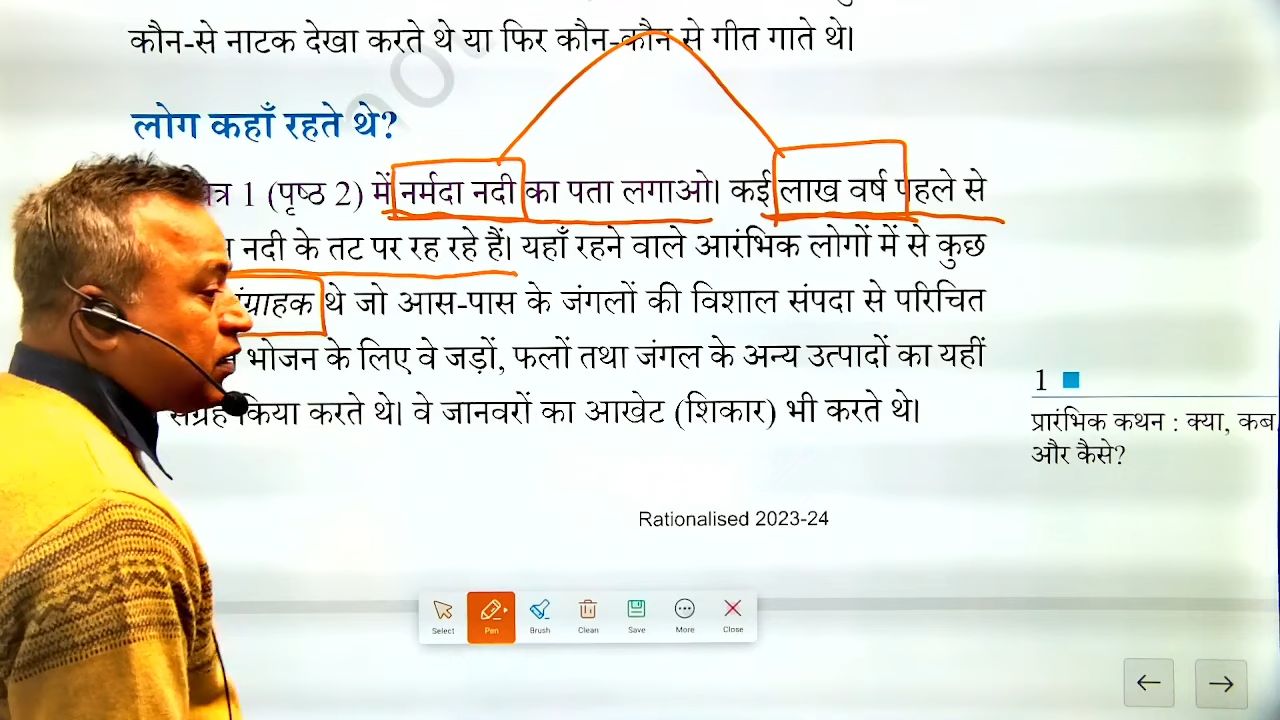 कौन-से नाटक देखा करते थे या फिर कौन-कौन से गीत गाते थे।
लोग कहाँ रहते थे?
1 (पृष्ठ 2) में नर्मदा नदी का पता लगाओ। कई लाख वर्ष पहले से
नदी के तट पर रह रहे हैं। यहाँ रहने वाले आरंभिक लोगों में से कुछ
थे जो आस-पास के जंगलों की विशाल संपदा से परिचित
भोजन के लिए वे जड़ों, फलों तथा जंगल के अन्य उत्पादों का यहीं
संग्रह किया करते थे। वे जानवरों का आखेट (शिकार) भी करते थे।
1
प्रारंभिक कथन : क्या, कब
और कैसे?
Rationalised 2023-24
Select Pen Brush Clean Save More Close